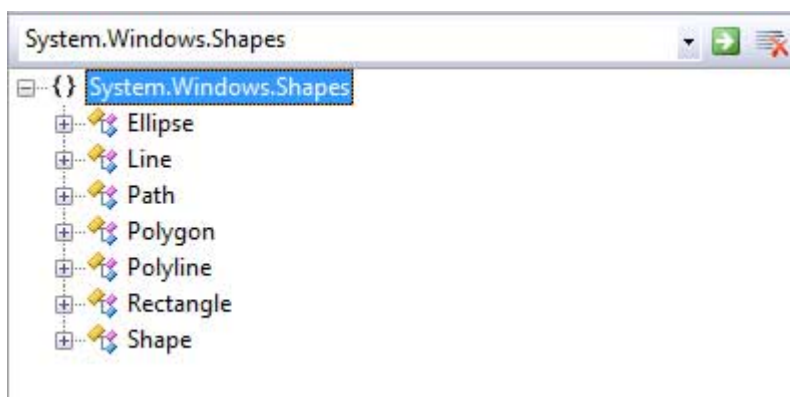 System.Windows.Shapes
{} System.Windows.Shapes
Ellipse
Line
Path
Polygon
Polyline
Rectangle
Shape